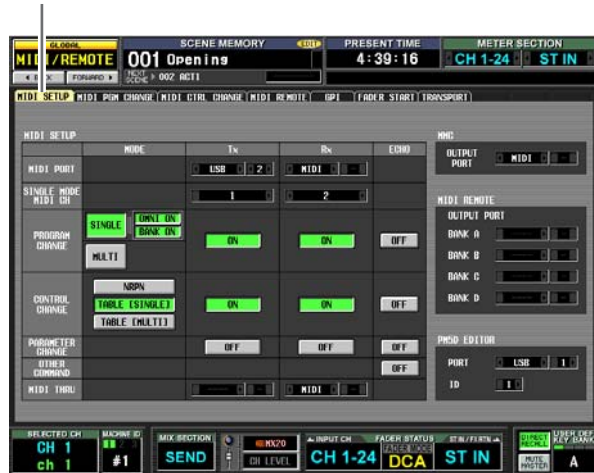 GLOBAL SCENE MEMORY EDIT PRESENT TIME METER SECTION
MIDI/REMOTE 001 Opening 4:39:16 CH 1-24 ST IN
BACK FORWARD NEXT SCENE 002 ACT1
MIDI SETUP MIDI PGM CHANGE MIDI CTRL CHANGE MIDI REMOTE GPI FADER START TRANSPORT
MIDI SETUP MMC
MODE Tx Rx ECHO
OUTPUT PORT MIDI -
MIDI PORT USB 2 MIDI -
SINGLE MODE MIDI CH 1 2
MIDI REMOTE
OUTPUT PORT
PROGRAM CHANGE SINGLE OMNI ON BANK ON MULTI ON ON OFF
BANK A ---- -
BANK B ---- -
BANK C ---- -
BANK D ---- -
CONTROL CHANGE NRPN TABLE [SINGLE] TABLE [MULTI] ON ON OFF
PARAMETER CHANGE OFF OFF OFF
OTHER COMMAND OFF
MIDI THRU ---- - MIDI -
PM5D EDITOR
PORT USB 1
ID 1
SELECTED CH MACHINE ID MIX SECTION INPUT CH FADER STATUS ST IN/FX RTN
CH 1 ch 1 #1 SEND MIX20 CH LEVEL CH 1-24 FADER MODE DCA ST IN
DIRECT RECALL MUTE MASTER USER DEF KEY BANK A